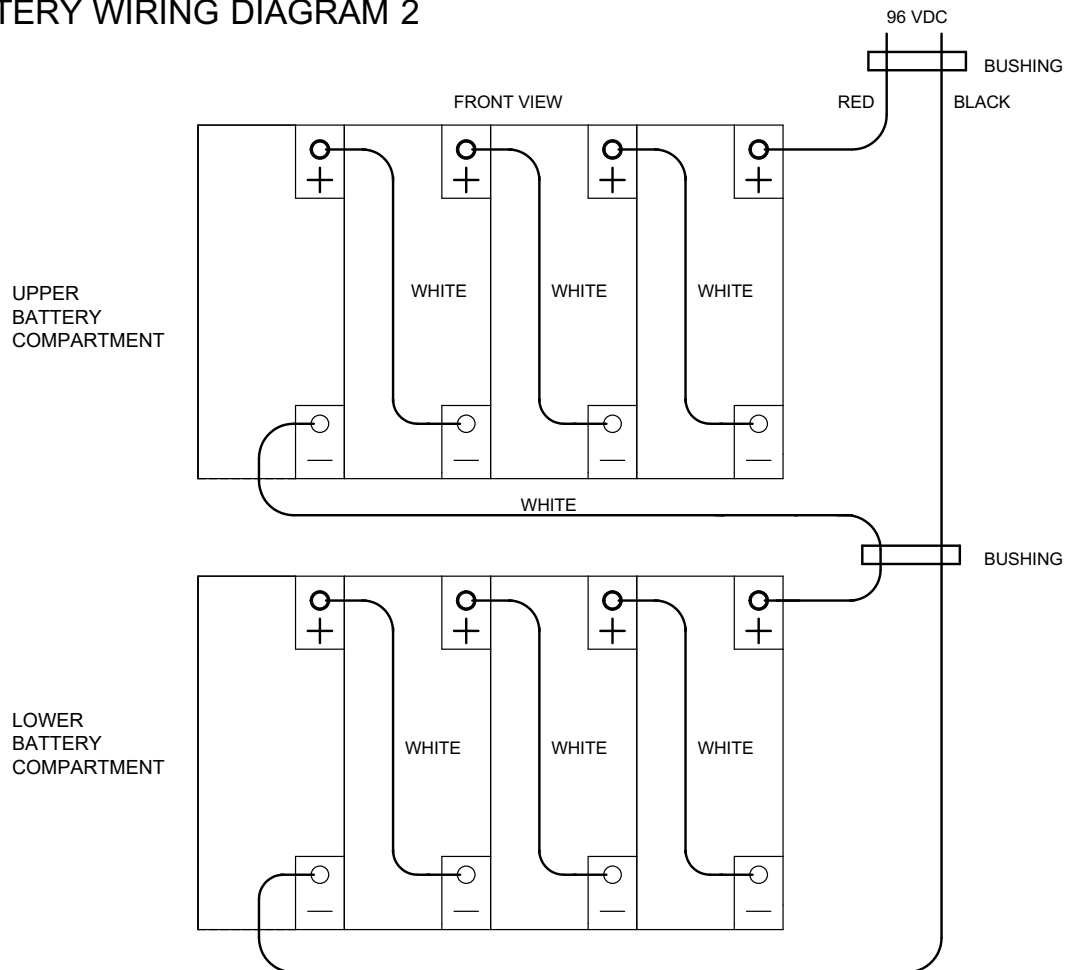 TERY WIRING DIAGRAM 2
96 VDC
BUSHING
FRONT VIEW
RED
BLACK
+
+
+
+
UPPER
BATTERY
COMPARTMENT
WHITE
WHITE
WHITE
—
—
—
—
WHITE
BUSHING
+
+
+
+
LOWER
BATTERY
COMPARTMENT
WHITE
WHITE
WHITE
—
—
—
—